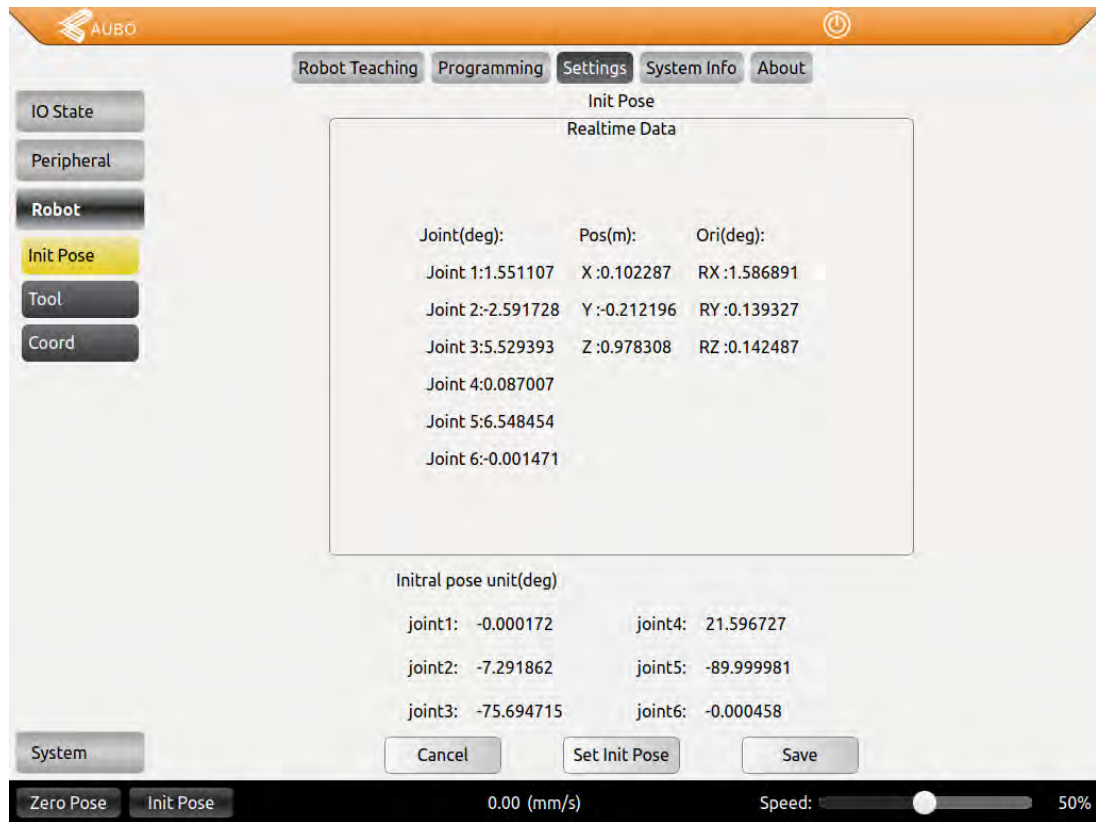 AUBO
Robot Teaching Programming Settings System Info About
Init Pose
IO State
Peripheral
Robot
Init Pose
Tool
Coord
System
Realtime Data
Joint(deg): Pos(m): Ori(deg):
Joint 1:1.551107 X :0.102287 RX :1.586891
Joint 2:-2.591728 Y :-0.212196 RY :0.139327
Joint 3:5.529393 Z :0.978308 RZ :0.142487
Joint 4:0.087007
Joint 5:6.548454
Joint 6:-0.001471
Initral pose unit(deg)
joint1: -0.000172 joint4: 21.596727
joint2: -7.291862 joint5: -89.999981
joint3: -75.694715 joint6: -0.000458
Cancel Set Init Pose Save
Zero Pose Init Pose 0.00 (mm/s) Speed: 50%